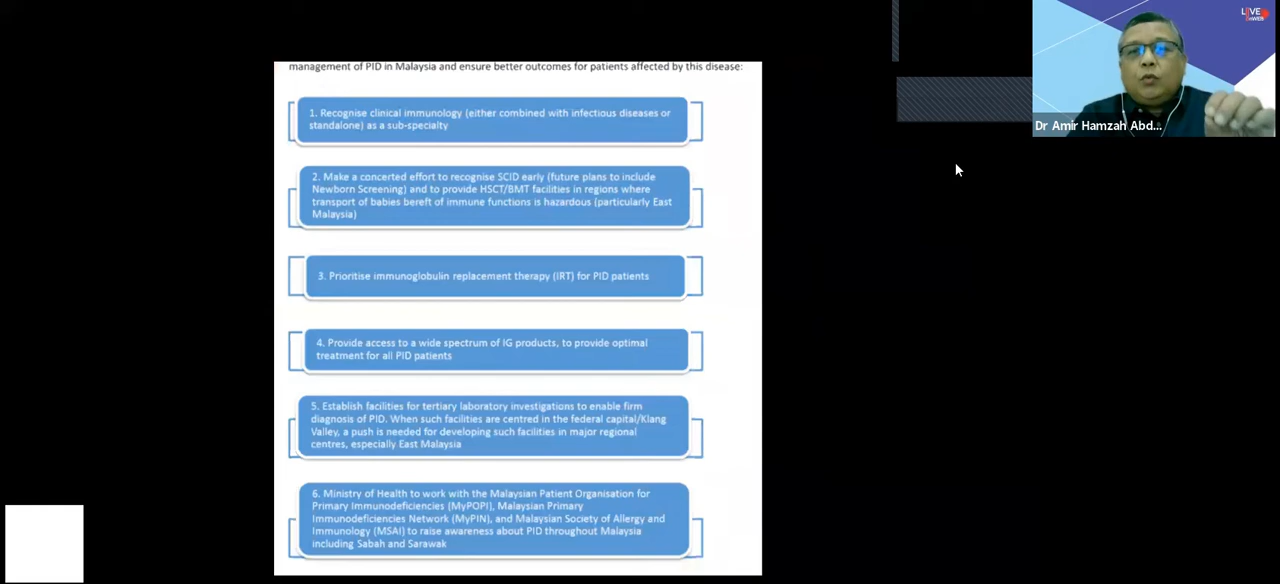 LIVE
management of PID in Malaysia and ensure better outcomes for patients affected by this disease:
1. Recognise clinical immunology (either combined with infectious diseases or
standalone) as a sub-specialty
Dr Amir Hamzah Abd...
2. Make a concerted effort to recognise SCID early (future plans to include
Newborn Screening) and to provide HSCT/BMT facilities in regions where
transport of babies bereft of immune functions is hazardous (particularly East
Malaysia)
3. Prioritise immunoglobulin replacement therapy (IRT) for PID patients
4. Provide access to a wide spectrum of IG products, to provide optimal
treatment for all PID patients
5. Establish facilities for tertiary laboratory investigations to enable firm
diagnosis of PID. When such facilities are centred in the federal capital/Klang
Valley, a push is needed for developing such facilities in major regional
centres, especially East Malaysia
6. Ministry of Health to work with the Malaysian Patient Organisation for
Primary Immunodeficiencies (MyPOPI), Malaysian Primary
Immunodeficiencies Network (MyPIN), and Malaysian Society of Allergy and
Immunology (MSAI) to raise awareness about PID throughout Malaysia
including Sabah and Sarawak